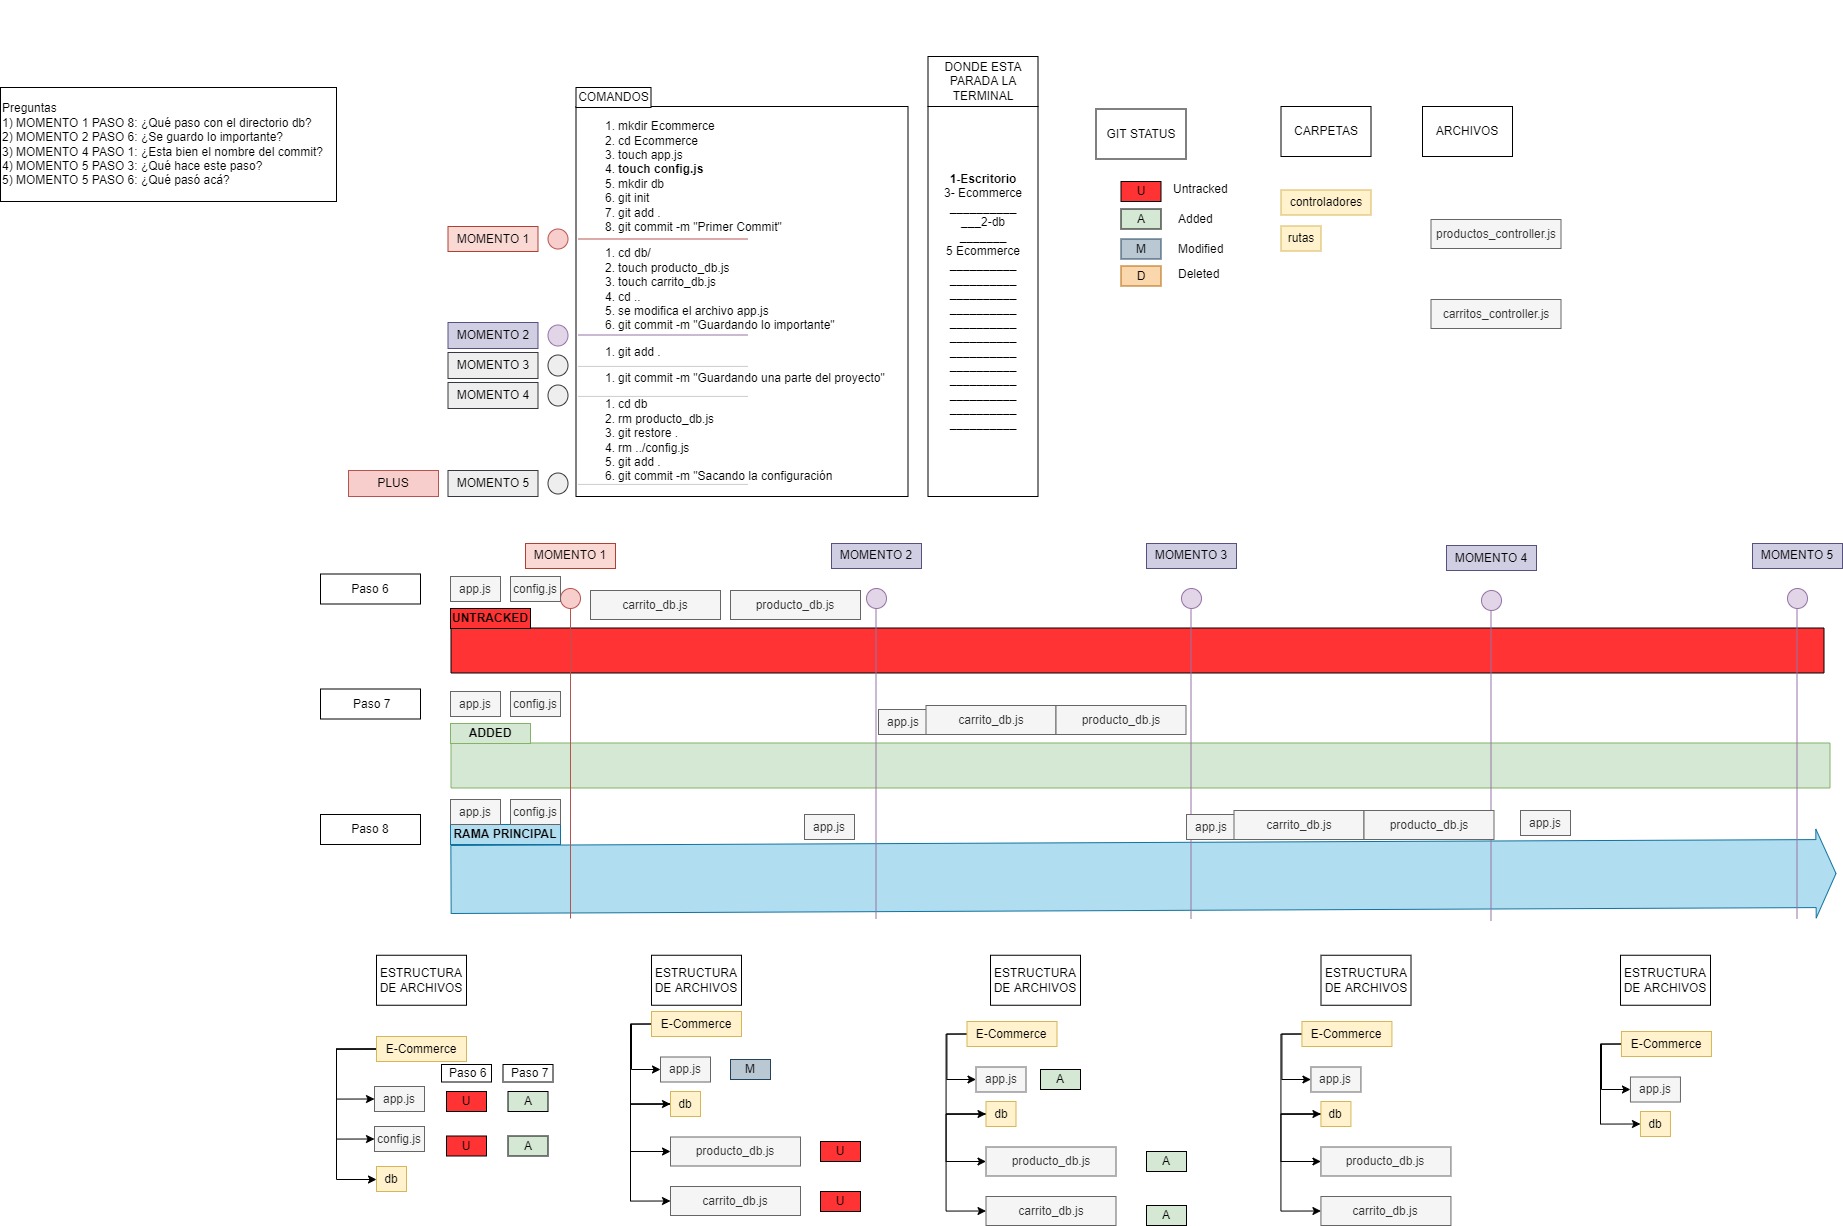 Preguntas
1) MOMENTO 1 PASO 8: ¿Qué paso con el directorio db?
2) MOMENTO 2 PASO 6: ¿Se guardo lo importante?
3) MOMENTO 4 PASO 1: ¿Esta bien el nombre del commit?
4) MOMENTO 5 PASO 3: ¿Qué hace este paso?
5) MOMENTO 5 PASO 6: ¿Qué pasó acá?
COMANDOS
1. mkdir Ecommerce
2. cd Ecommerce
3. touch app.js
4. touch config.js
5. mkdir db
6. git init
7. git add .
8. git commit -m "Primer Commit"
MOMENTO 1
1. cd db/
2. touch producto_db.js
3. touch carrito_db.js
4. cd ..
5. se modifica el archivo app.js
6. git commit -m "Guardando lo importante"
MOMENTO 2
1. git add .
MOMENTO 3
1. git commit -m "Guardando una parte del proyecto"
MOMENTO 4
1. cd db
2. rm producto_db.js
3. git restore .
4. rm ../config.js
5. git add .
6. git commit -m "Sacando la configuración
PLUS
MOMENTO 5
DONDE ESTA
PARADA LA
TERMINAL
1-Escritorio
3- Ecommerce
__________
___2-db
_______
5 Ecommerce
__________
__________
__________
__________
__________
__________
__________
__________
__________
__________
__________
__________
GIT STATUS
U Untracked
A Added
M Modified
D Deleted
CARPETAS
controladores
rutas
ARCHIVOS
productos_controller.js
carritos_controller.js
MOMENTO 1
MOMENTO 2
MOMENTO 3
MOMENTO 4
MOMENTO 5
Paso 6
app.js
config.js
carrito_db.js
producto_db.js
UNTRACKED
Paso 7
app.js
config.js
app.js
carrito_db.js
producto_db.js
ADDED
Paso 8
app.js
config.js
app.js
app.js
carrito_db.js
producto_db.js
app.js
RAMA PRINCIPAL
ESTRUCTURA
DE ARCHIVOS
E-Commerce
Paso 6
Paso 7
app.js
U
A
config.js
U
A
db
ESTRUCTURA
DE ARCHIVOS
E-Commerce
app.js
M
db
producto_db.js
U
carrito_db.js
U
ESTRUCTURA
DE ARCHIVOS
E-Commerce
app.js
A
db
producto_db.js
A
carrito_db.js
A
ESTRUCTURA
DE ARCHIVOS
E-Commerce
app.js
db
producto_db.js
carrito_db.js
ESTRUCTURA
DE ARCHIVOS
E-Commerce
app.js
db